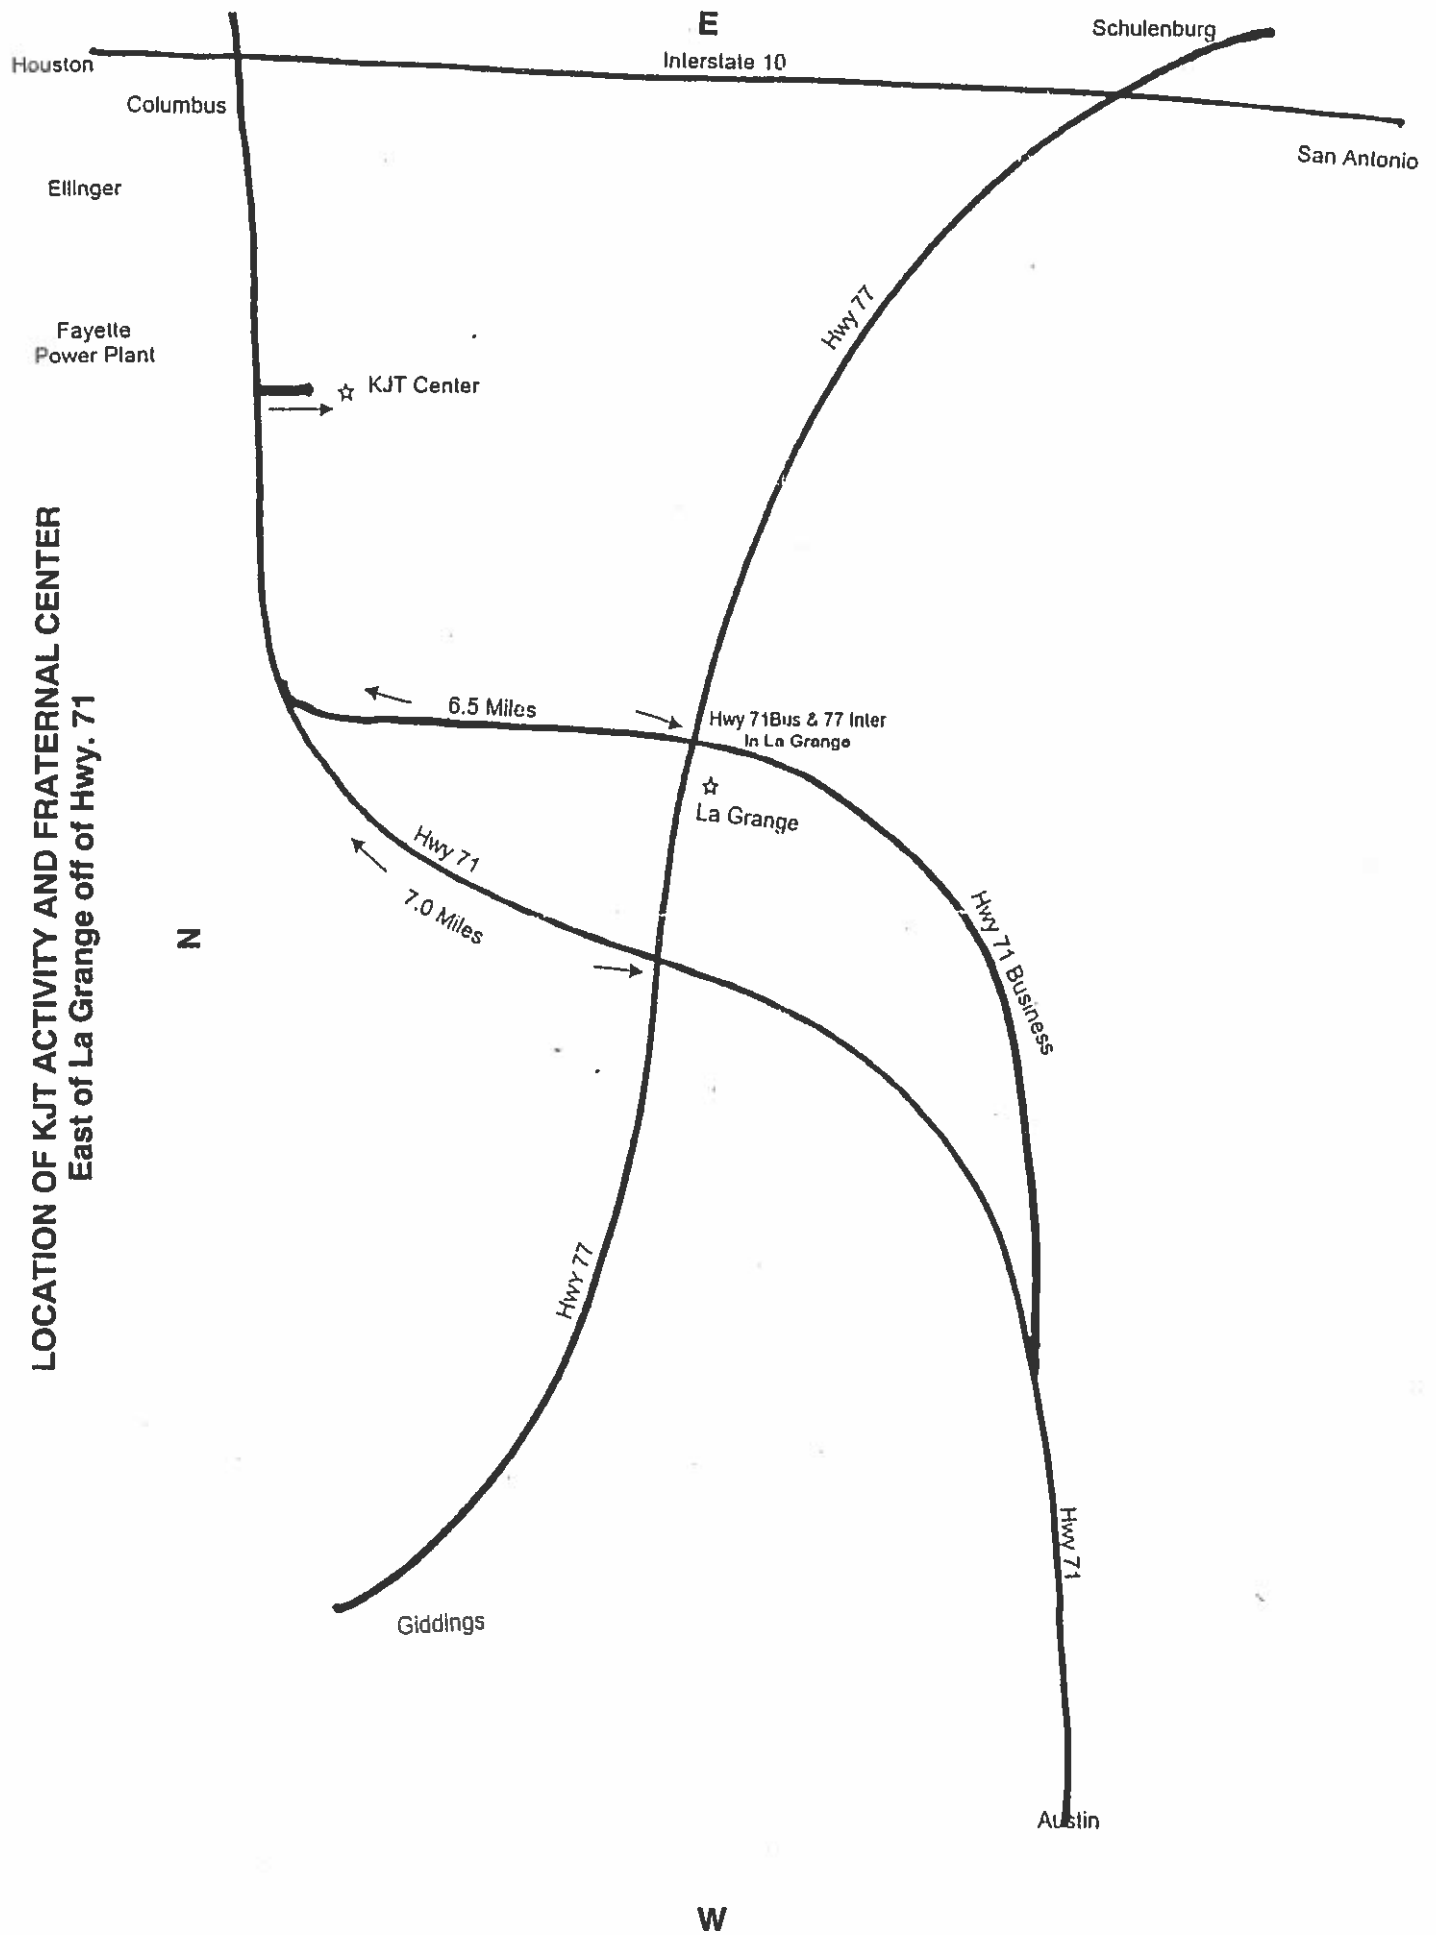 E
Schulenburg
Houston
Interstate 10
Columbus
San Antonio
Ellinger
Hwy 77
Fayette
Power Plant
KJT Center
LOCATION OF KJT ACTIVITY AND FRATERNAL CENTER
East of La Grange off of Hwy. 71
6.5 Miles
Hwy 71Bus & 77 Inter
In La Grange
La Grange
Hwy 71
7.0 Miles
N
Hwy 71 Business
Hwy 77
Hwy 71
Giddings
Austin
W